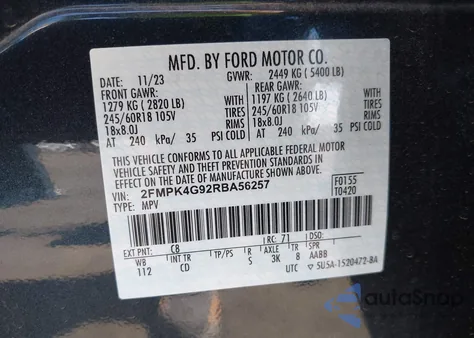 MFD. BY FORD MOTOR CO.
DATE: 11/23 GVWR: 2449 KG ( 5400 LB)
FRONT GAWR: REAR GAWR:
1279 KG ( 2820 LB) WITH 1197 KG ( 2640 LB) WITH
245/60R18 105V TIRES 245/60R18 105V TIRES
18x8.0J RIMS 18x8.0J RIMS
AT 240 kPa/ 35 PSI COLD AT 240 kPa/ 35 PSI COLD
THIS VEHICLE CONFORMS TO ALL APPLICABLE FEDERAL MOTOR
VEHICLE SAFETY AND THEFT PREVENTION STANDARDS IN
EFFECT ON THE DATE OF MANUFACTURE SHOWN ABOVE.
VIN: 2FMPK4G92RBA56257 F0155
TYPE: MPV T0420
EXT PNT: C8 RC: 71 DSO:
WB INT TR TP/PS R AXLE TR SPR
112 CD S 3K 8 AABB
UTC SU5A-1520472-BA
AutoSnap